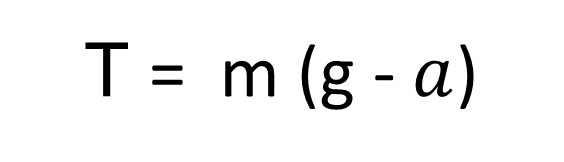 T = m (g - a)